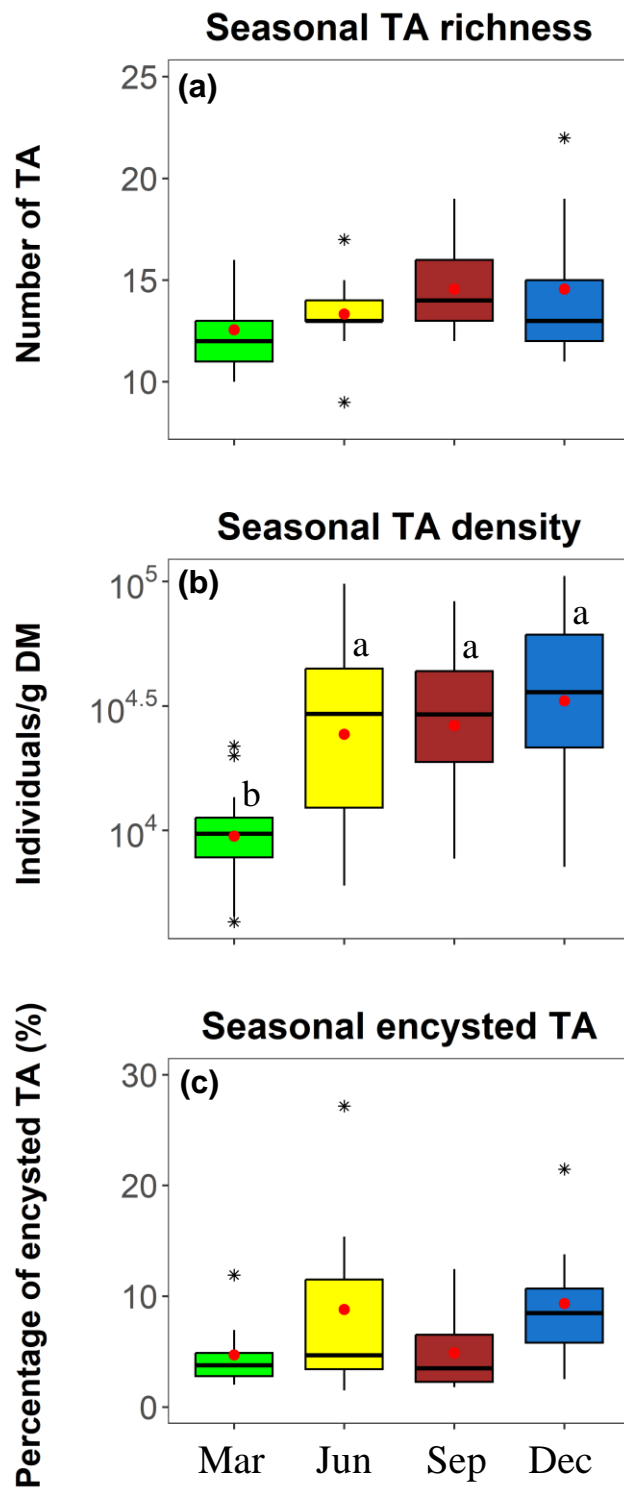 Seasonal TA richness
(a)
Number of TA
25
20
15
10
Seasonal TA density
(b)
Individuals/g DM
10^5
10^4.5
10^4
b
a
a
a
Seasonal encysted TA
(c)
Percentage of encysted TA (%)
30
20
10
0
Mar Jun Sep Dec